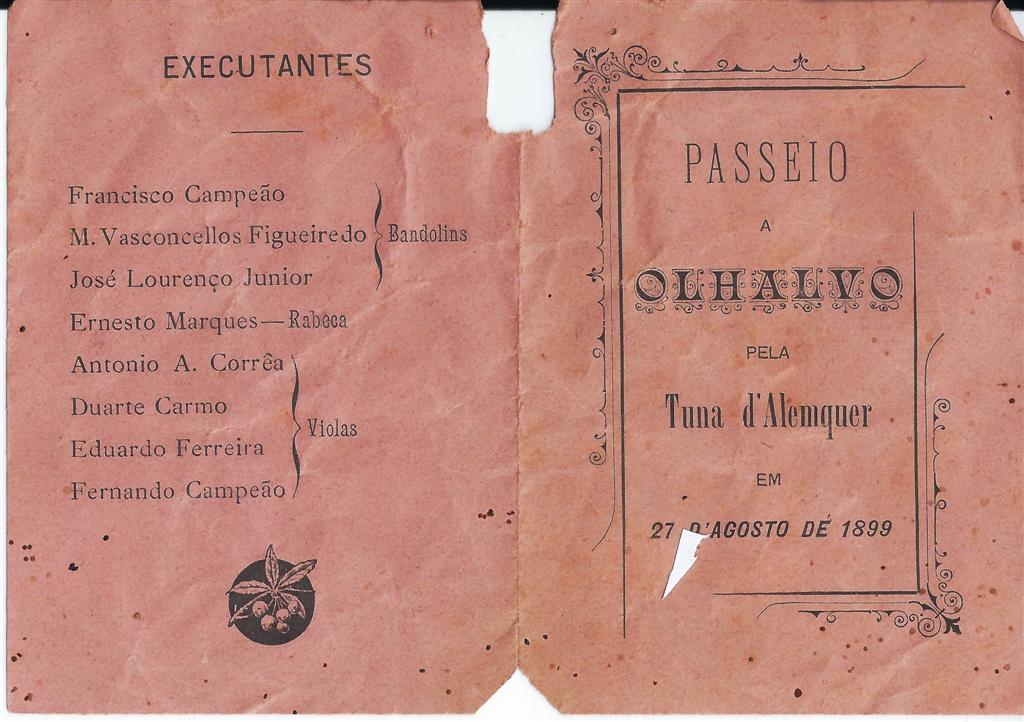 EXECUTANTES
Francisco Campeão
M. Vasconcellos Figueiredo
José Lourenço Junior
Bandolins
Ernesto Marques — Rabeca
Antonio A. Corrêa
Duarte Carmo
Eduardo Ferreira
Fernando Campeão
Violas
PASSEIO
A
OLHALVO
PELA
Tuna d'Alemquer
EM
27 D'AGOSTO DE 1899